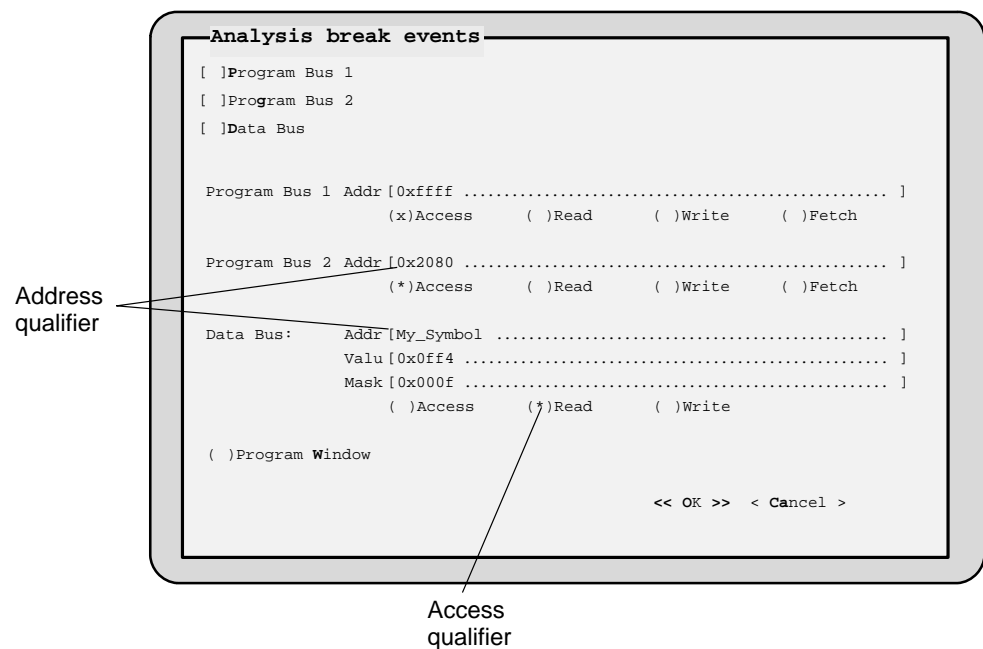 Analysis break events
[ ]Program Bus 1
[ ]Program Bus 2
[ ]Data Bus
Program Bus 1 Addr[0xffff .................................................... ]
(x)Access ( )Read ( )Write ( )Fetch
Program Bus 2 Addr[0x2080 .................................................... ]
(*)Access ( )Read ( )Write ( )Fetch
Address
qualifier
Data Bus: Addr[My_Symbol ................................................ ]
Valu[0x0ff4 .................................................... ]
Mask[0x000f .................................................... ]
( )Access (*)Read ( )Write
( )Program Window
<< OK >> < Cancel >
Access
qualifier